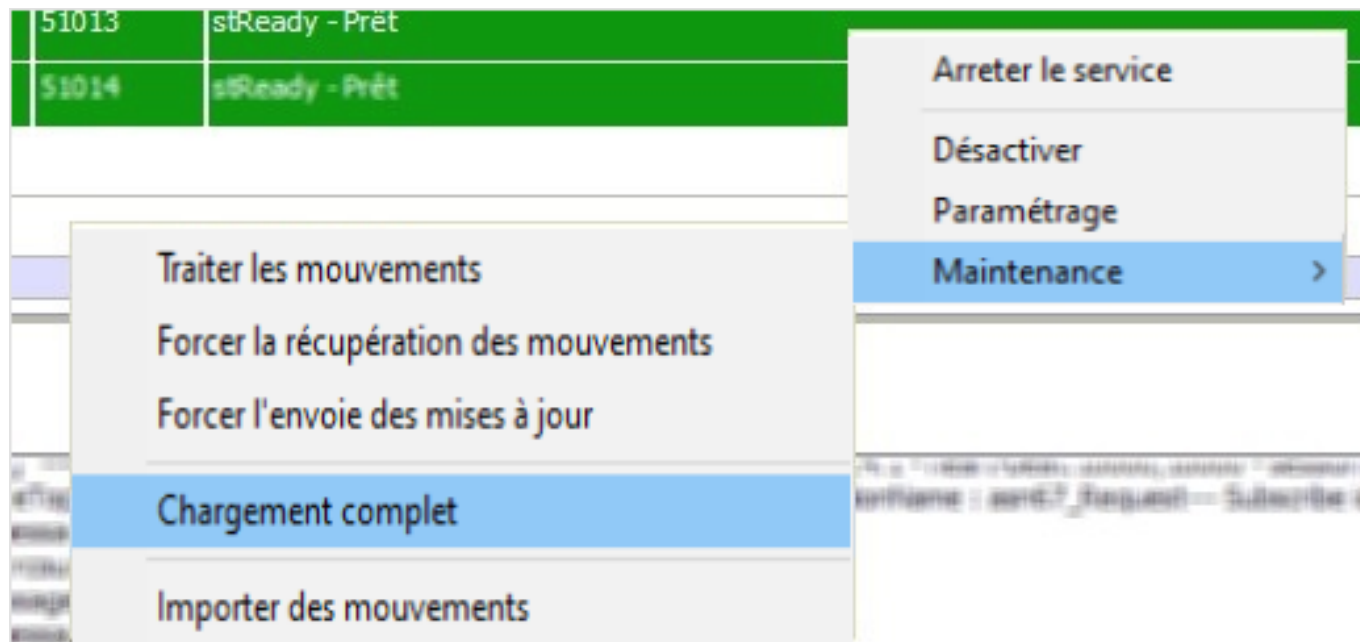 51013 stReady - Prêt
51014 stReady - Prêt
Arreter le service
Désactiver
Paramétrage
Maintenance >
Traiter les mouvements
Forcer la récupération des mouvements
Forcer l'envoie des mises à jour
Chargement complet
Importer des mouvements